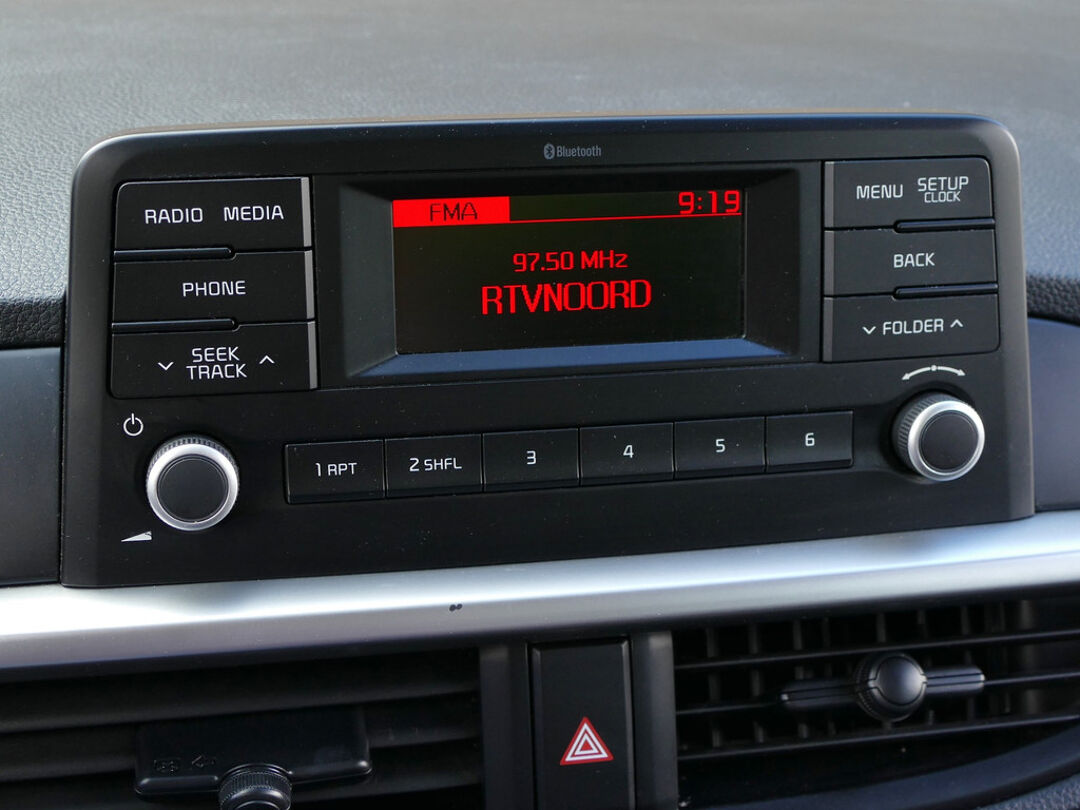 Bluetooth
RADIO MEDIA
PHONE
SEEK
TRACK
FMA 9:19
97.50 MHz
RTVNOORD
MENU SETUP
CLOCK
BACK
FOLDER
1 RPT
2 SHFL
3
4
5
6